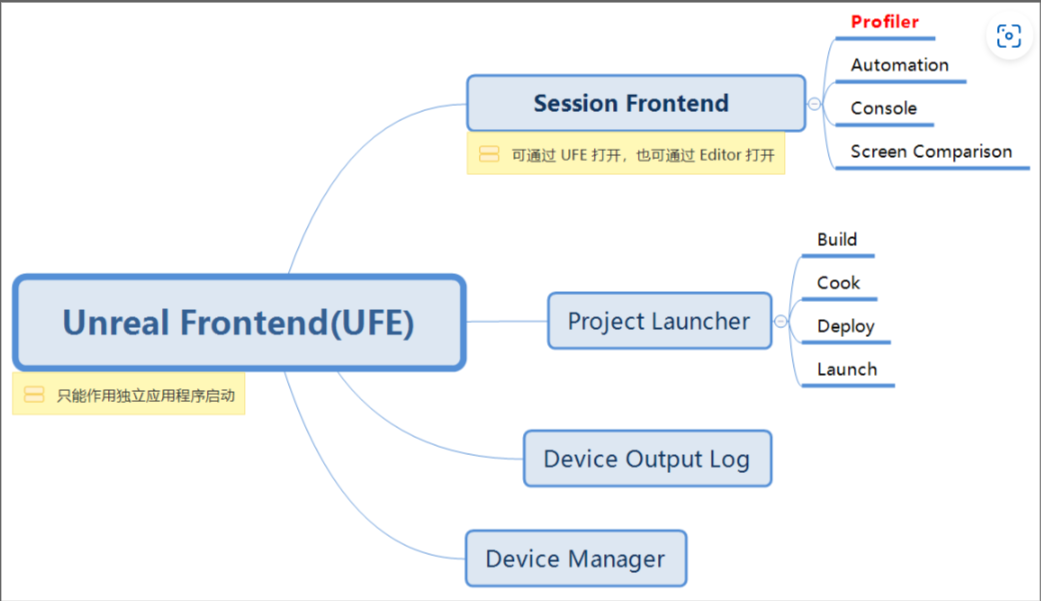 Profiler
Automation
Session Frontend
Console
可通过 UFE 打开，也可通过 Editor 打开
Screen Comparison
Build
Cook
Unreal Frontend(UFE)
Project Launcher
Deploy
Launch
只能作用独立应用程序启动
Device Output Log
Device Manager